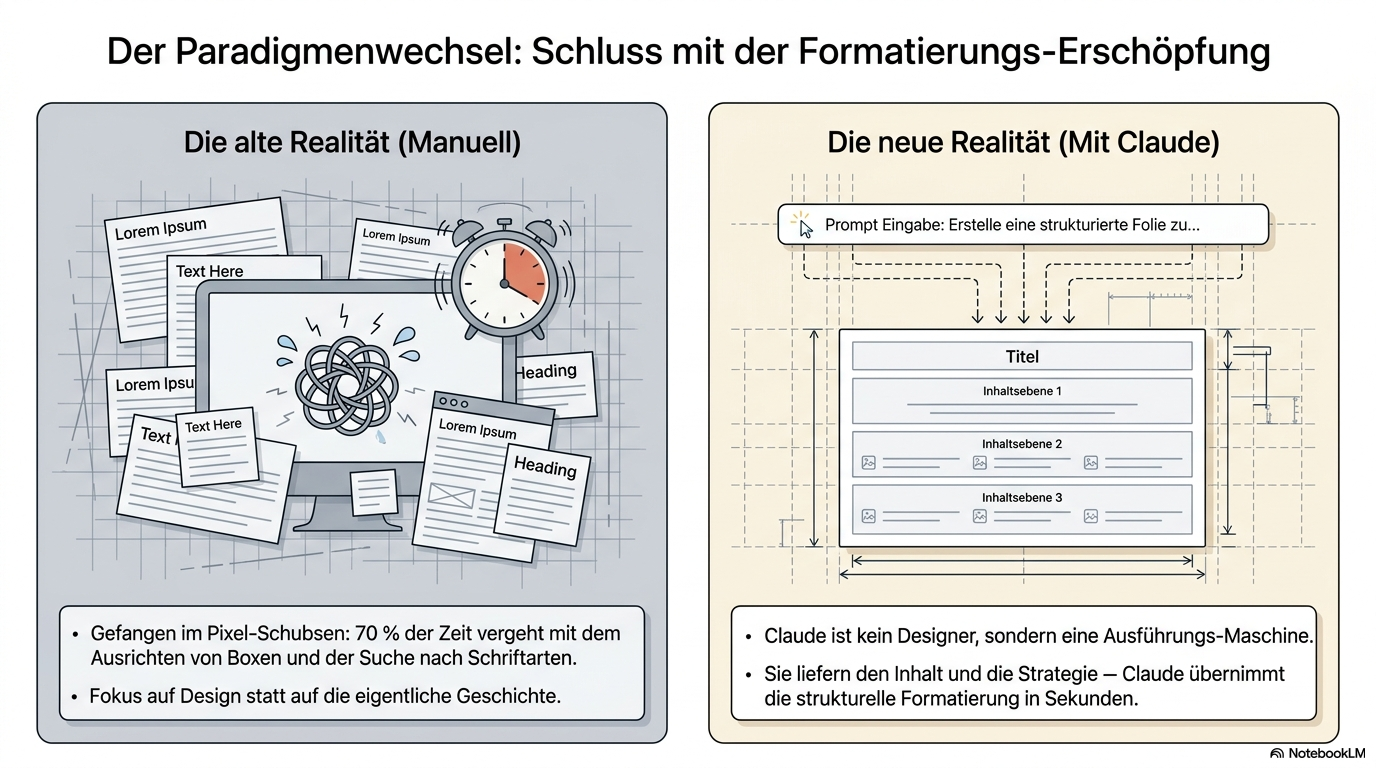 Der Paradigmenwechsel: Schluss mit der Formatierungs-Erschöpfung
Die alte Realität (Manuell)
Lorem Ipsum
Text Here
Lorem Ipsum
Lorem Ipsu
Text Here
Text
Heading
Lorem Ipsum
Heading
• Gefangen im Pixel-Schubsen: 70 % der Zeit vergeht mit dem
Ausrichten von Boxen und der Suche nach Schriftarten.
• Fokus auf Design statt auf die eigentliche Geschichte.
Die neue Realität (Mit Claude)
Prompt Eingabe: Erstelle eine strukturierte Folie zu...
Titel
Inhaltsebene 1
Inhaltsebene 2
Inhaltsebene 3
• Claude ist kein Designer, sondern eine Ausführungs-Maschine.
• Sie liefern den Inhalt und die Strategie – Claude übernimmt
die strukturelle Formatierung in Sekunden.
NotebookLM